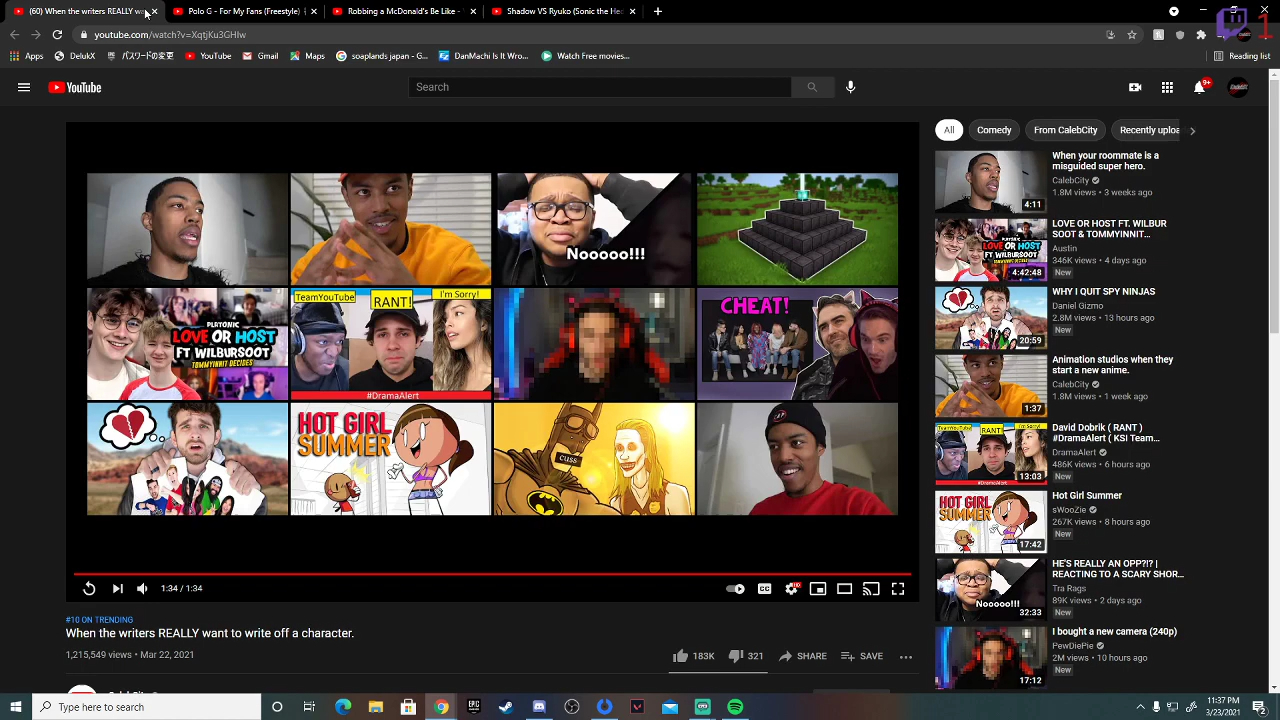 (60) When the writers REALLY wa
Polo G - For My Fans (Freestyle)
Robbing a McDonald's Be Like -
Shadow VS Ryuko (Sonic the He
1
youtube.com/watch?v=XqtjKu3GHIw
Apps
DelukX
パスワードの変更
YouTube
Gmail
Maps
soaplands japan - G...
DanMachi Is It Wro...
Watch Free movies...
Reading list
YouTube
Search
9+
All
Comedy
From CalebCity
Recently uploa
Nooooo!!!
TeamYouTube
RANT!
I'm Sorry!
#DramaAlert
PLATONIC
LOVE OR HOST
FT WILBURSOOT
TOMMYINNIT DECIDES
CHEAT!
HOT GIRL
SUMMER
cuss
1:34 / 1:34
CC
HD
#10 ON TRENDING
When the writers REALLY want to write off a character.
1,215,549 views • Mar 22, 2021
183K
321
SHARE
SAVE
When your roommate is a
misguided super hero.
CalebCity
1.8M views • 3 weeks ago
4:11
LOVE OR HOST FT. WILBUR
SOOT & TOMMYINNIT...
Austin
346K views • 4 days ago
New
4:42:48
WHY I QUIT SPY NINJAS
Daniel Gizmo
2.8M views • 13 hours ago
New
20:59
Animation studios when they
start a new anime.
CalebCity
1.8M views • 1 week ago
1:37
David Dobrik ( RANT )
#DramaAlert ( KSI Team...
DramaAlert
486K views • 6 hours ago
New
13:03
Hot Girl Summer
sWooZie
267K views • 8 hours ago
New
17:42
HE'S REALLY AN OPP?!? |
REACTING TO A SCARY SHOR...
Tra Rags
89K views • 2 days ago
New
32:33
I bought a new camera (240p)
PewDiePie
2M views • 10 hours ago
New
17:12
Type here to search
11:37 PM
3/23/2021
2